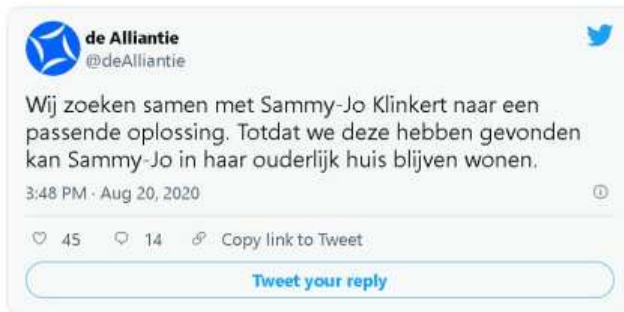 de Alliantie
@deAlliantie
Wij zoeken samen met Sammy-Jo Klinkert naar een
passende oplossing. Totdat we deze hebben gevonden
kan Sammy-Jo in haar ouderlijk huis blijven wonen.
3:48 PM · Aug 20, 2020
45 14 Copy link to Tweet
Tweet your reply